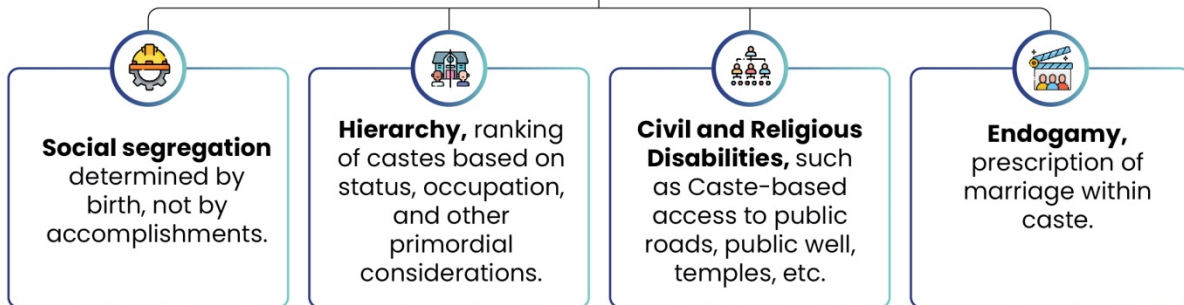 Social segregation
determined by
birth, not by
accomplishments.
Hierarchy, ranking
of castes based on
status, occupation,
and other
primordial
considerations.
Civil and Religious
Disabilities, such
as Caste-based
access to public
roads, public well,
temples, etc.
Endogamy,
prescription of
marriage within
caste.